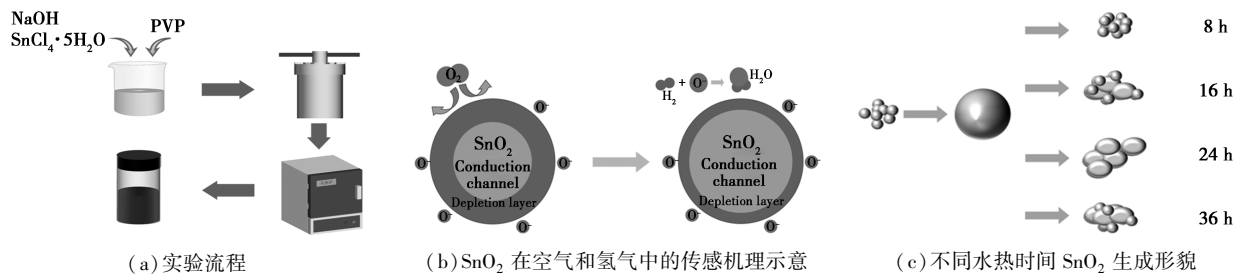 NaOH
SnCl₄·5H₂O
PVP
(a)实验流程
O₂
O⁻
O⁻
O⁻
O⁻
O⁻
SnO₂
Conduction
channel
Depletion layer
H₂ + O⁻
H₂O
O⁻
O⁻
O⁻
O⁻
O⁻
SnO₂
Conduction
channel
Depletion layer
(b)SnO₂ 在空气和氢气中的传感机理示意
8 h
16 h
24 h
36 h
(c)不同水热时间 SnO₂ 生成形貌